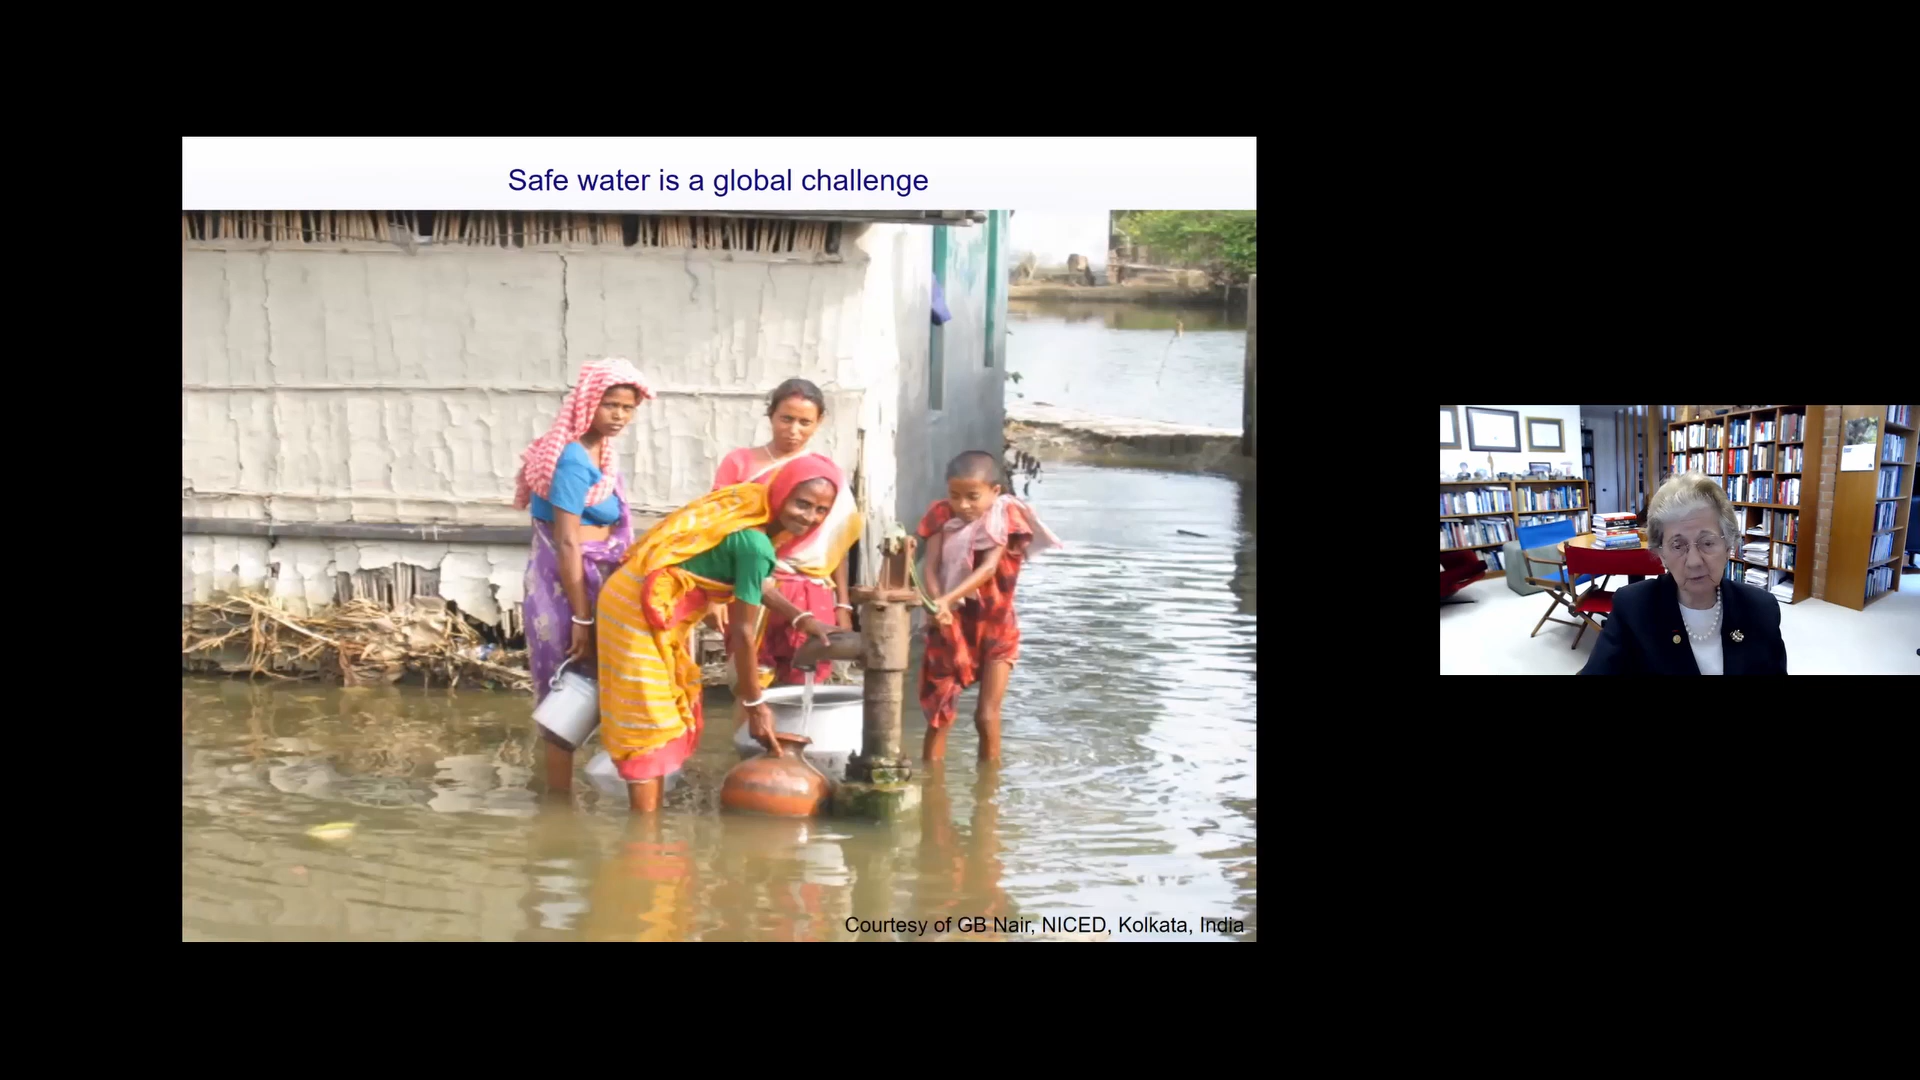 Safe water is a global challenge
Courtesy of GB Nair, NICED, Kolkata, India